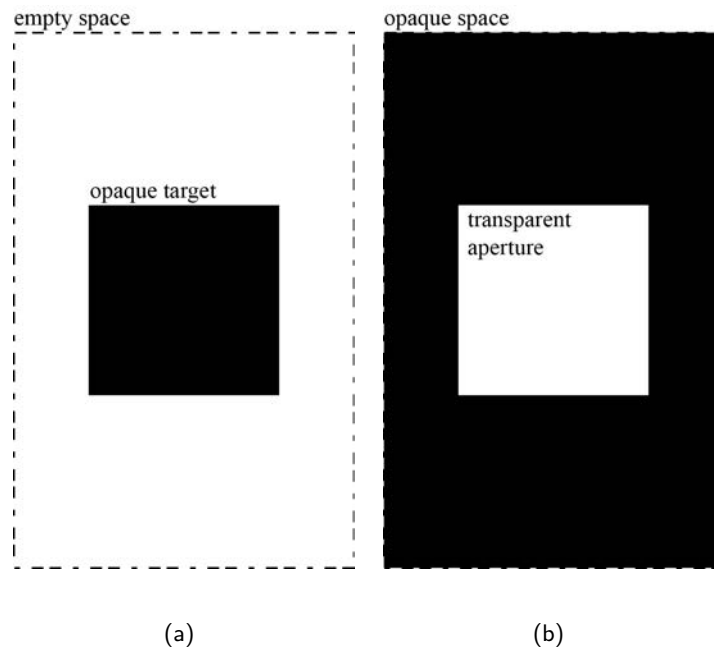 empty space
opaque space
opaque target
transparent
aperture
(a)
(b)